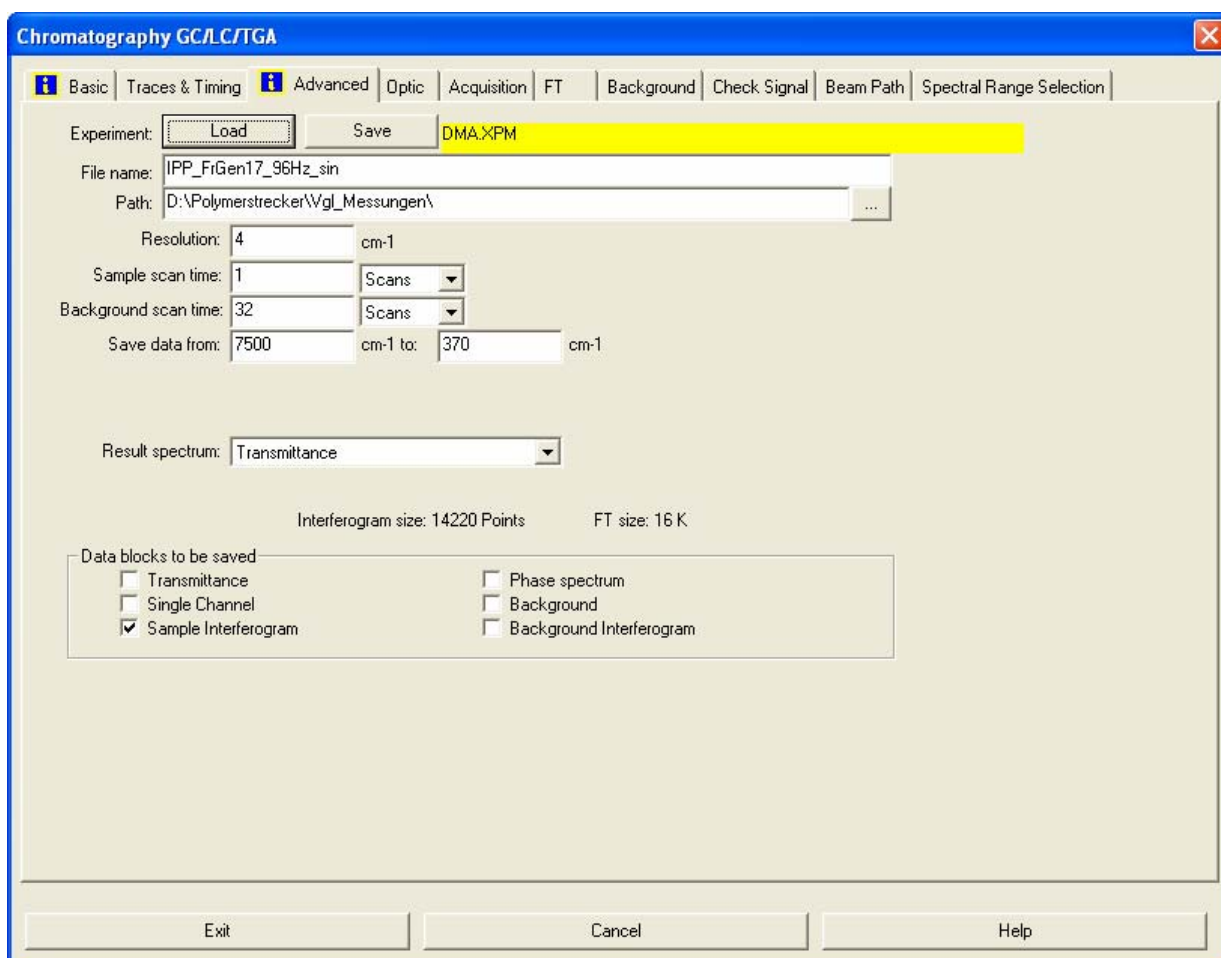 Chromatography GC/LC/TGA
Basic Traces & Timing Advanced Optic Acquisition FT Background Check Signal Beam Path Spectral Range Selection
Experiment: Load Save DMA.XPM
File name: IPP_FrGen17_96Hz_sin
Path: D:\Polymerstrecker\Vgl_Messungen\ ...
Resolution: 4 cm-1
Sample scan time: 1 Scans
Background scan time: 32 Scans
Save data from: 7500 cm-1 to: 370 cm-1
Result spectrum: Transmittance
Interferogram size: 14220 Points FT size: 16 K
Data blocks to be saved
Transmittance Phase spectrum
Single Channel Background
Sample Interferogram Background Interferogram
Exit Cancel Help